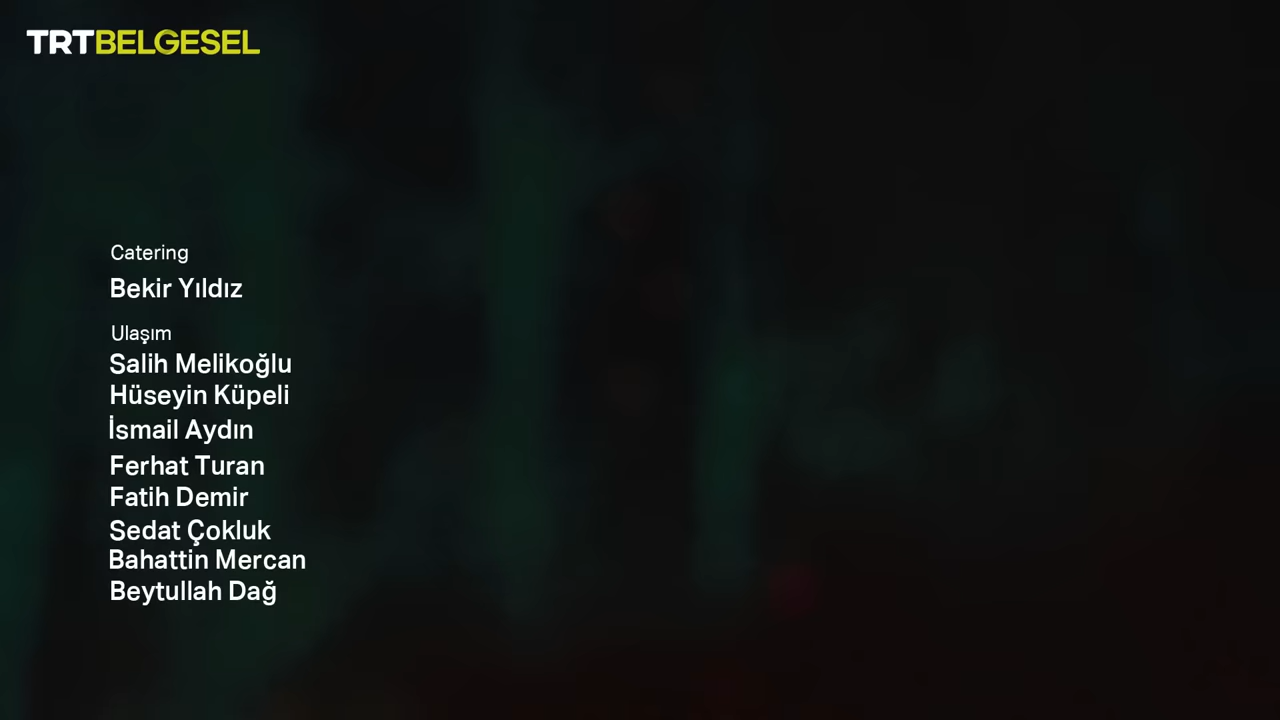 TRTBELGESEL
Catering
Bekir Yıldız
Ulaşım
Salih Melikoğlu
Hüseyin Küpeli
İsmail Aydın
Ferhat Turan
Fatih Demir
Sedat Çokluk
Bahattin Mercan
Beytullah Dağ